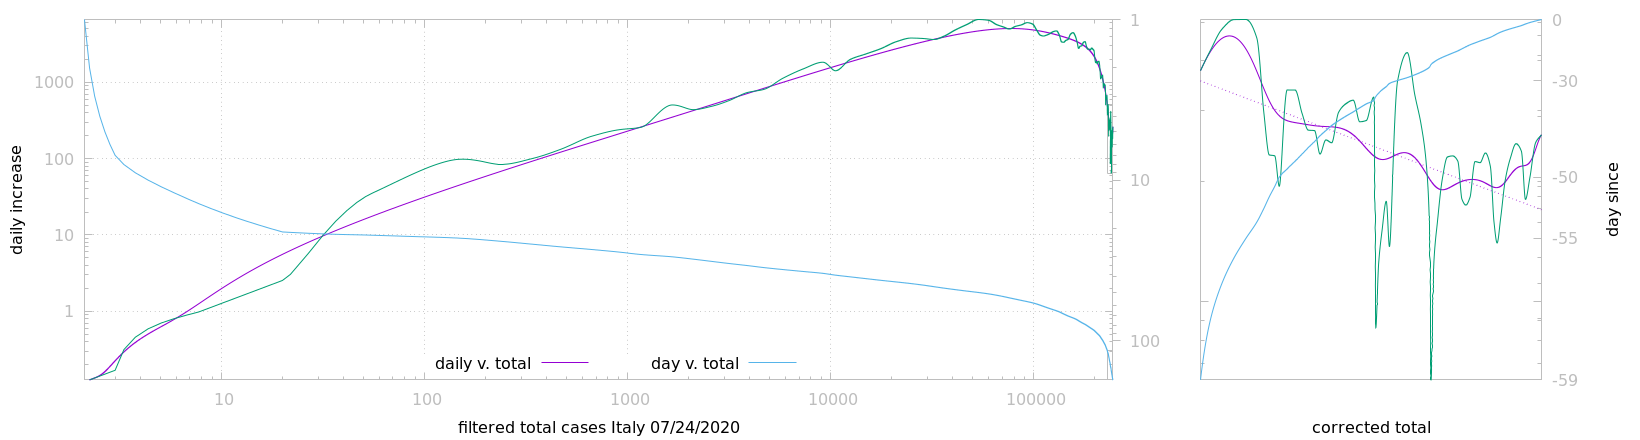 daily increase
1000
100
10
1
10
100
1000
10000
100000
filtered total cases Italy 07/24/2020
daily v. total
day v. total
1
10
100
0
-30
-50
-55
-59
day since
corrected total